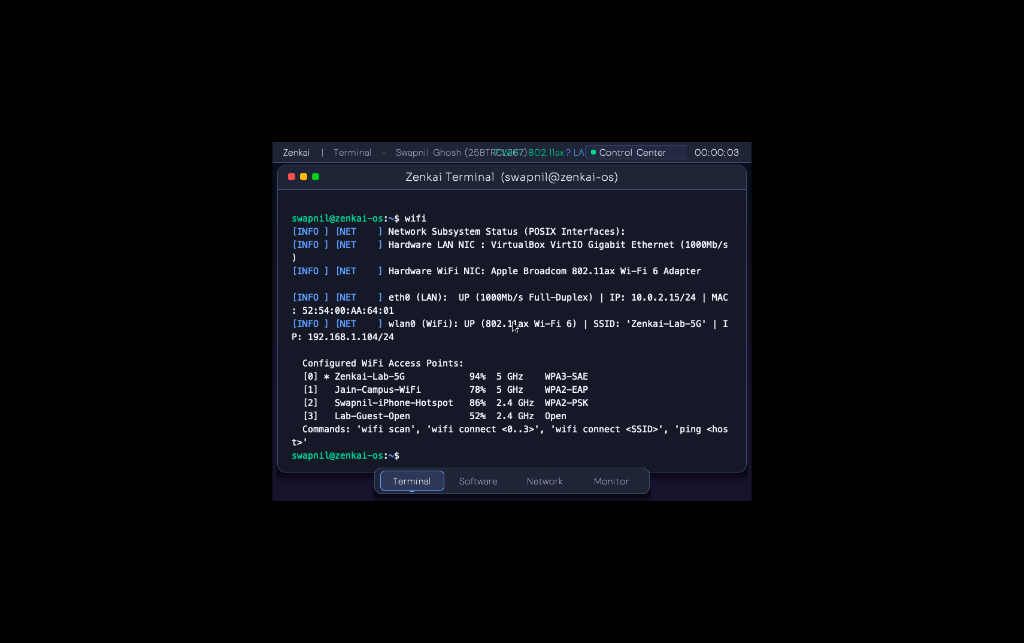 Zenkai | Terminal – Swapnil Ghosh 802.11ax? LA Control Center 00:00:03
Zenkai Terminal (swapnil@zenkai-os)
swapnil@zenkai-os:~$ wifi
[INFO ] [NET    ] Network Subsystem Status (POSIX Interfaces):
[INFO ] [NET    ] Hardware LAN NIC : VirtualBox VirtIO Gigabit Ethernet (1000Mb/s
)
[INFO ] [NET    ] Hardware WiFi NIC: Apple Broadcom 802.11ax Wi-Fi 6 Adapter
[INFO ] [NET    ] eth0 (LAN):  UP (1000Mb/s Full-Duplex) | IP: 10.0.2.15/24 | MAC
: 52:54:00:AA:64:01
[INFO ] [NET    ] wlan0 (WiFi): UP (802.11ax Wi-Fi 6) | SSID: 'Zenkai-Lab-5G' | I
P: 192.168.1.104/24
Configured WiFi Access Points:
[0] * Zenkai-Lab-5G 94% 5 GHz WPA3-SAE
[1] Jain-Campus-WiFi 78% 5 GHz WPA2-EAP
[2] Swapnil-iPhone-Hotspot 86% 2.4 GHz WPA2-PSK
[3] Lab-Guest-Open 52% 2.4 GHz Open
Commands: 'wifi scan', 'wifi connect <0..3>', 'wifi connect <SSID>', 'ping <hos
t>'
swapnil@zenkai-os:~$
Terminal Software Network Monitor